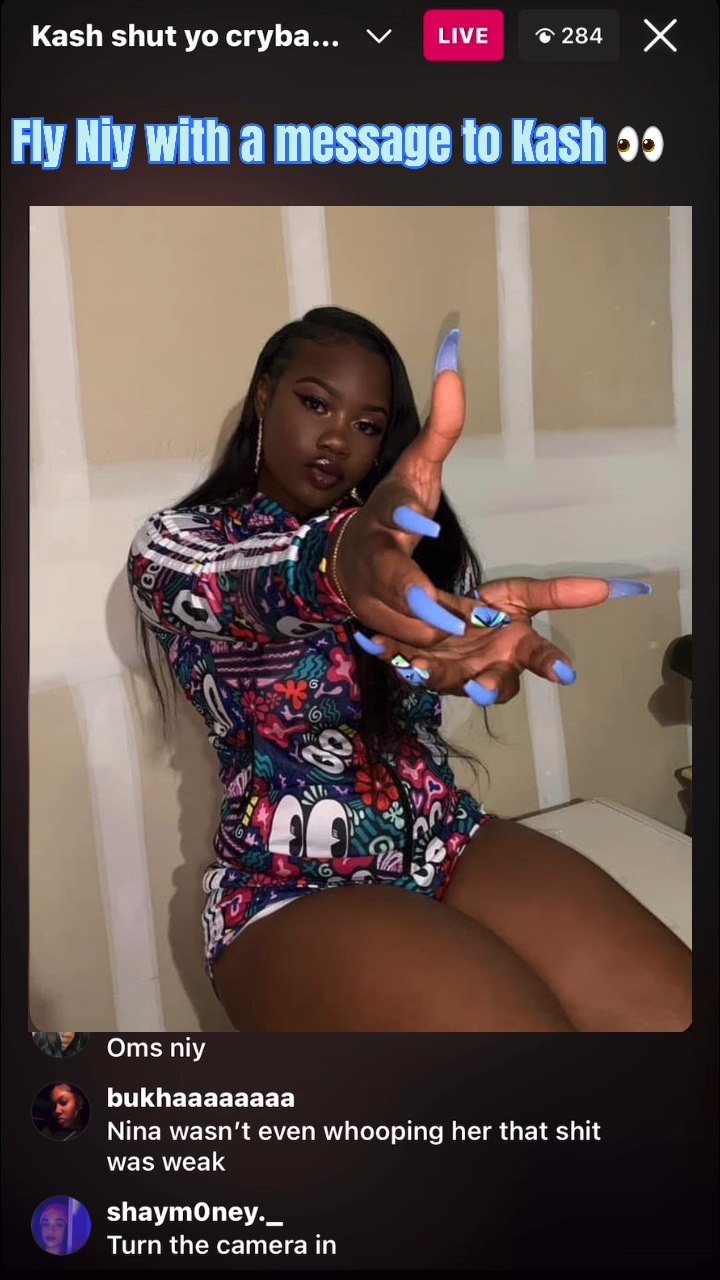 Kash shut yo cryba...
LIVE
284
Fly Niy with a message to Kash 👀
Oms niy
bukhaaaaaaaa
Nina wasn’t even whooping her that shit
was weak
shaym0ney._
Turn the camera in